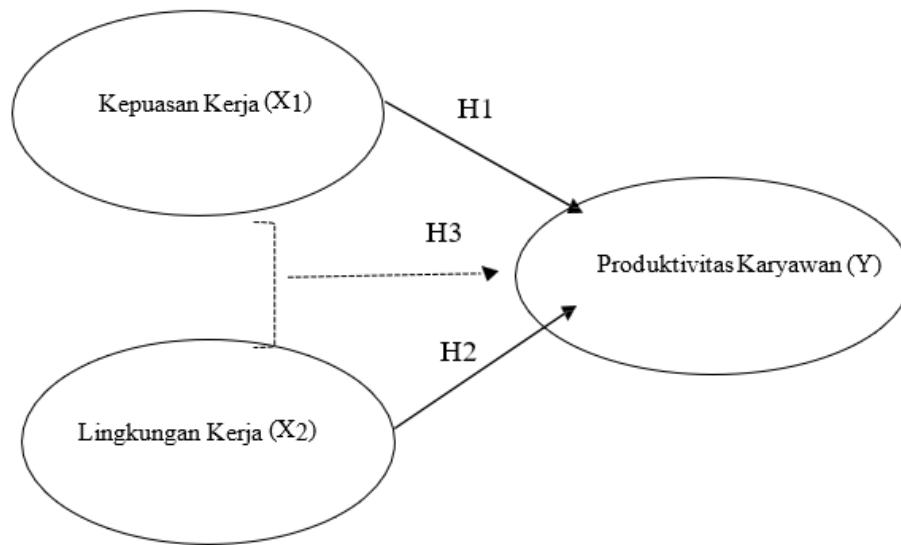 Kepuasan Kerja (X1)
H1
H3
Produktivitas Karyawan (Y)
H2
Lingkungan Kerja (X2)